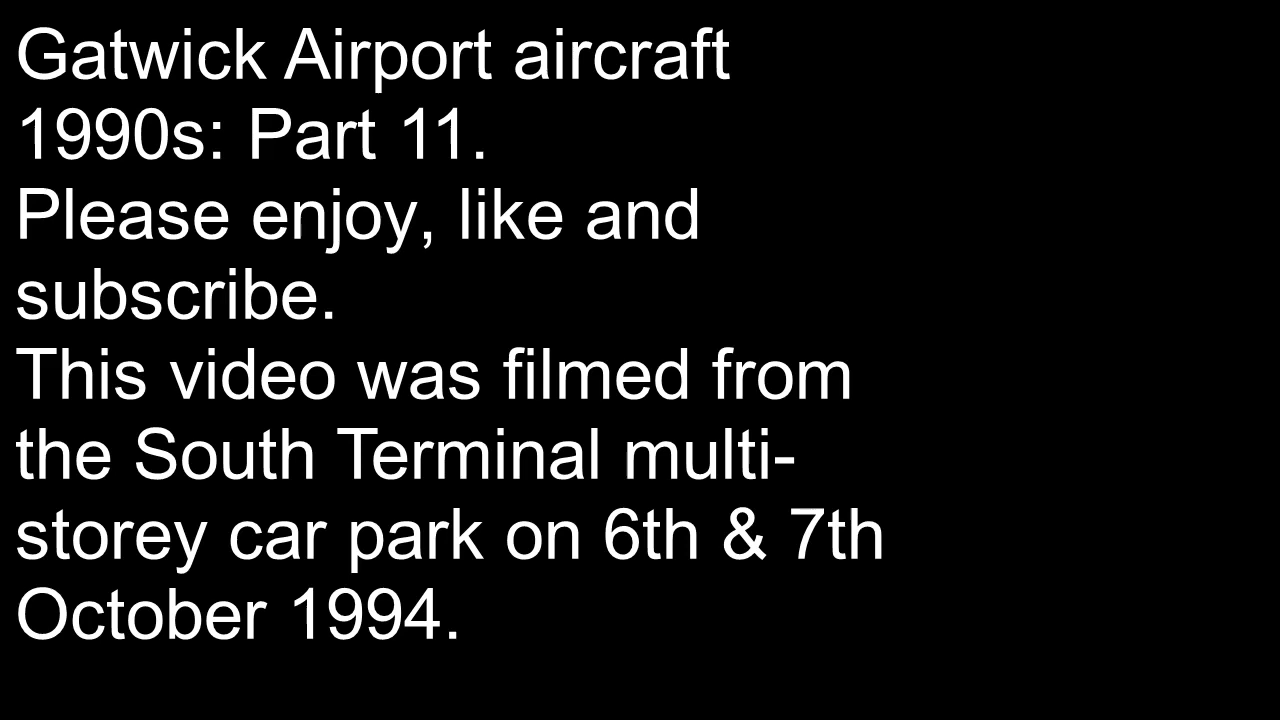 Gatwick Airport aircraft
1990s: Part 11.
Please enjoy, like and
subscribe.
This video was filmed from
the South Terminal multi-
storey car park on 6th & 7th
October 1994.